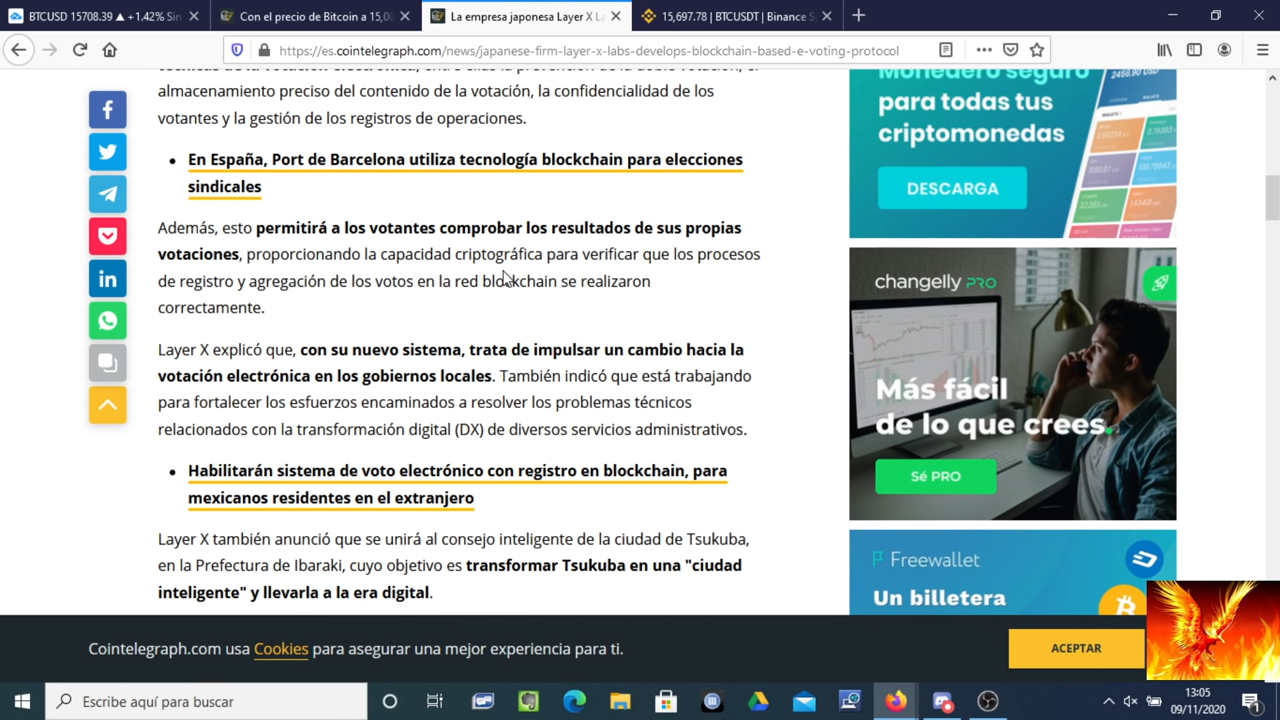 BTCUSD 15708.39 ▲ +1.42% Sin
Con el precio de Bitcoin a 15,0
La empresa japonesa Layer X La
15,697.78 | BTCUSDT | Binance S
https://es.cointelegraph.com/news/japanese-firm-layer-x-labs-develops-blockchain-based-e-voting-protocol
almacenamiento preciso del contenido de la votación, la confidencialidad de los
votantes y la gestión de los registros de operaciones.
En España, Port de Barcelona utiliza tecnología blockchain para elecciones
sindicales
Además, esto permitirá a los votantes comprobar los resultados de sus propias
votaciones, proporcionando la capacidad criptográfica para verificar que los procesos
de registro y agregación de los votos en la red blockchain se realizaron
correctamente.
Layer X explicó que, con su nuevo sistema, trata de impulsar un cambio hacia la
votación electrónica en los gobiernos locales. También indicó que está trabajando
para fortalecer los esfuerzos encaminados a resolver los problemas técnicos
relacionados con la transformación digital (DX) de diversos servicios administrativos.
Habilitarán sistema de voto electrónico con registro en blockchain, para
mexicanos residentes en el extranjero
Layer X también anunció que se unirá al consejo inteligente de la ciudad de Tsukuba,
en la Prefectura de Ibaraki, cuyo objetivo es transformar Tsukuba en una "ciudad
inteligente" y llevarla a la era digital.
Monedero seguro
para todas tus
criptomonedas
DESCARGA
changelly PRO
Más fácil
de lo que crees.
Sé PRO
Freewallet
Un billetera
Cointelegraph.com usa Cookies para asegurar una mejor experiencia para ti.
ACEPTAR
Escribe aquí para buscar
13:05
09/11/2020